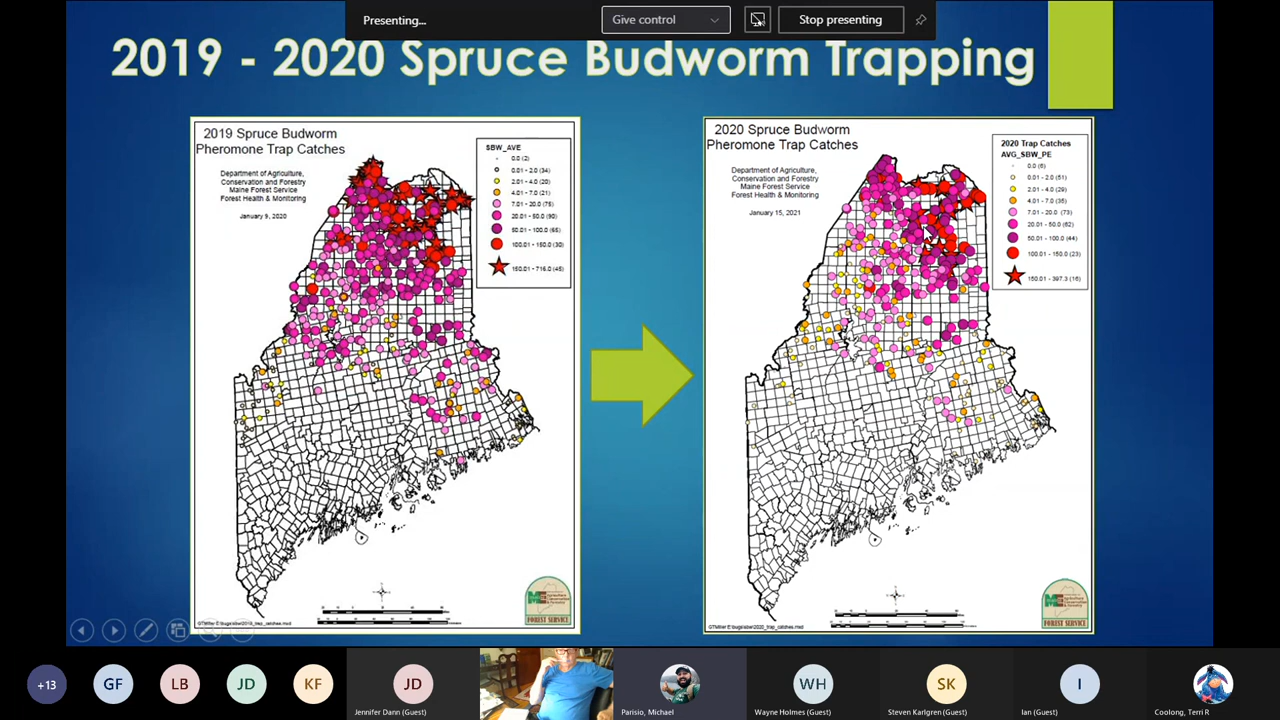 Presenting...
Give control
Stop presenting
2019 - 2020 Spruce Budworm Trapping
2019 Spruce Budworm
Pheromone Trap Catches
Department of Agriculture,
Conservation and Forestry
Maine Forest Service
Forest Health & Monitoring
January 9, 2020
SBW_AVE
0.0 (2)
0.01 - 2.0 (34)
2.01 - 4.0 (20)
4.01 - 7.0 (21)
7.01 - 20.0 (75)
20.01 - 50.0 (90)
50.01 - 100.0 (65)
100.01 - 150.0 (30)
150.01 - 716.0 (45)
FOREST SERVICE
2020 Spruce Budworm
Pheromone Trap Catches
Department of Agriculture,
Conservation and Forestry
Maine Forest Service
Forest Health & Monitoring
January 15, 2021
2020 Trap Catches
AVG_SBW_PE
0.0 (6)
0.01 - 2.0 (51)
2.01 - 4.0 (29)
4.01 - 7.0 (35)
7.01 - 20.0 (73)
20.01 - 50.0 (62)
50.01 - 100.0 (44)
100.01 - 150.0 (23)
150.01 - 397.3 (16)
FOREST SERVICE
+13
GF
LB
JD
KF
JD
Jennifer Dann (Guest)
Parisio, Michael
WH
Wayne Holmes (Guest)
SK
Steven Karlgren (Guest)
I
Ian (Guest)
Coolong, Terri R